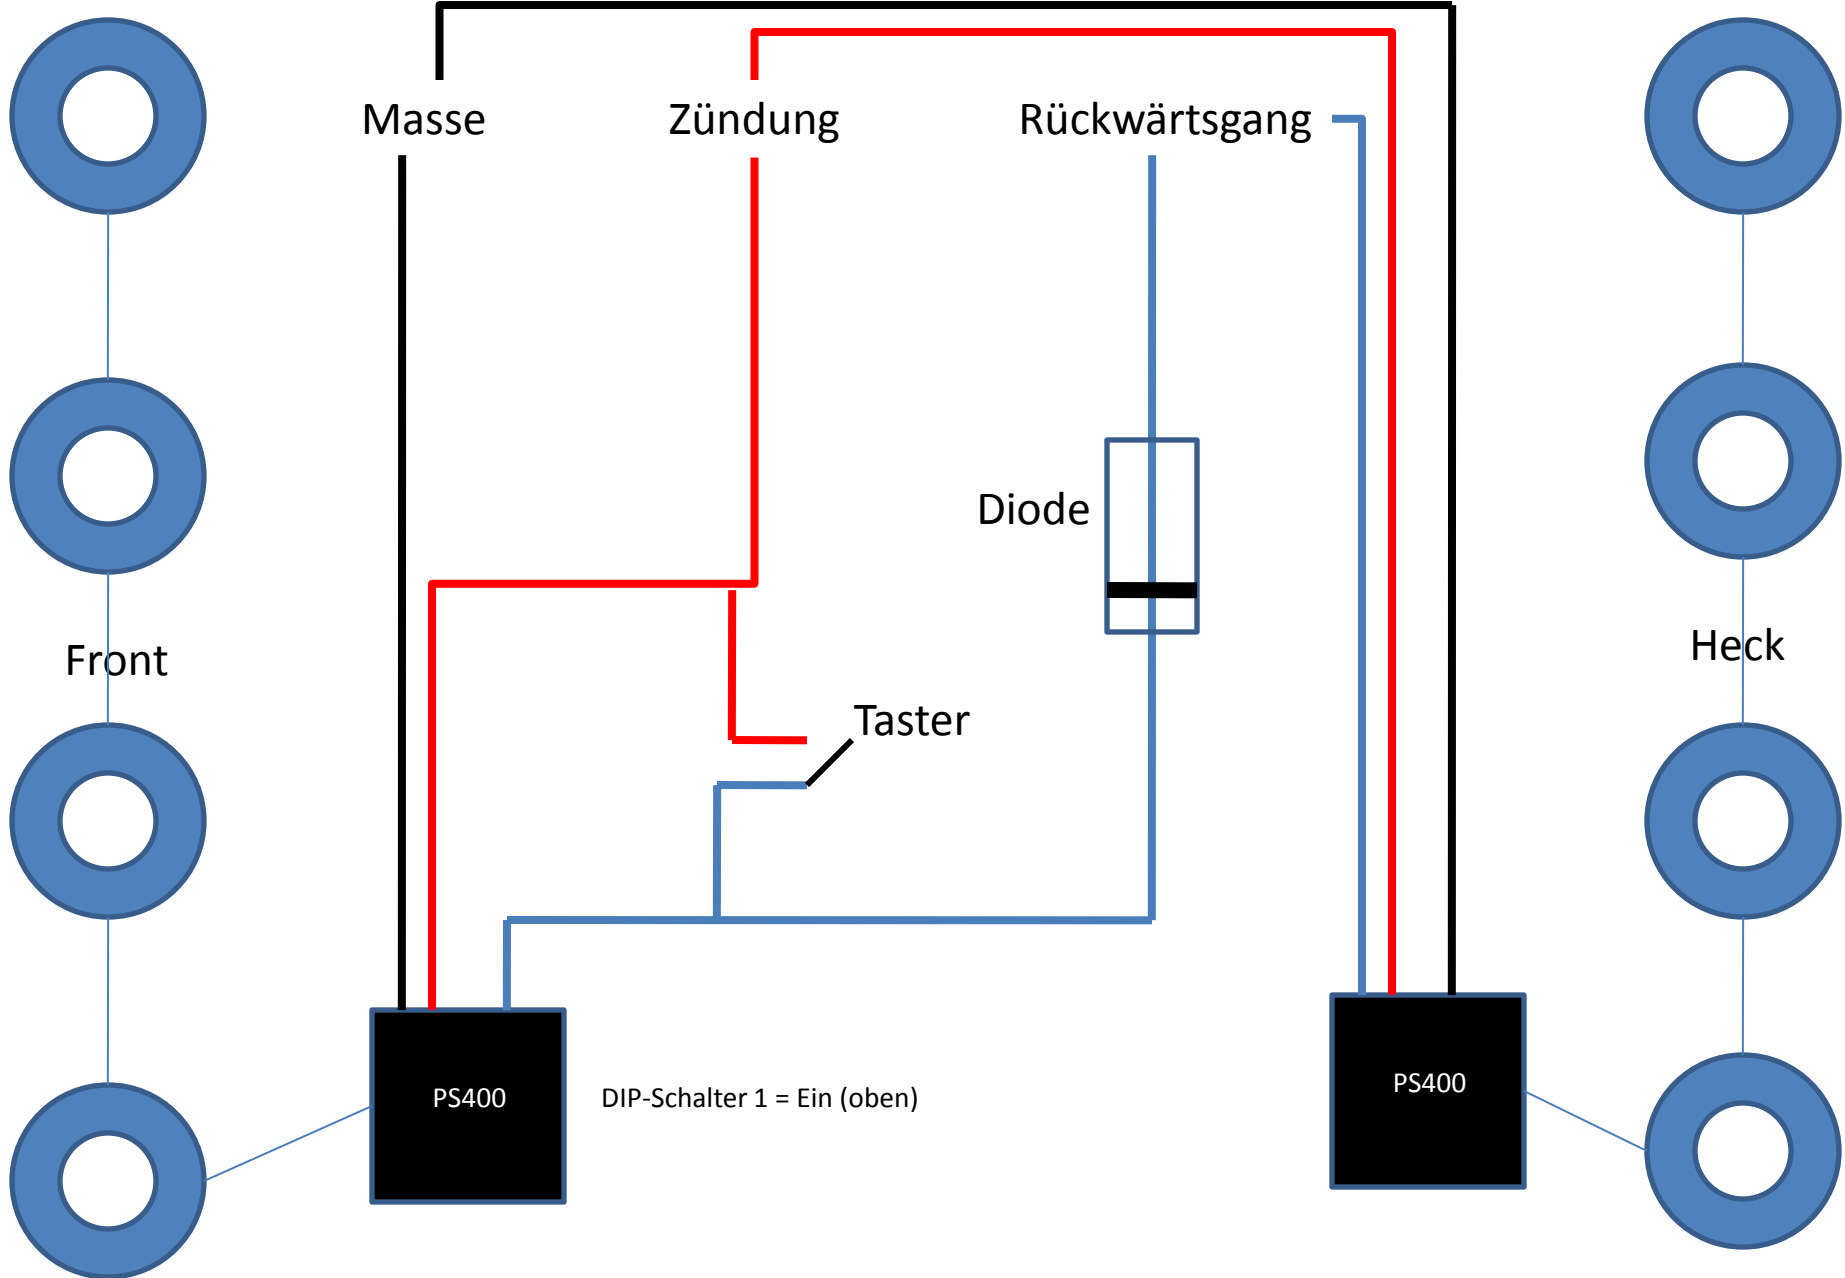 Masse
Zündung
Rückwärtsgang
Diode
Front
Heck
Taster
PS400
DIP-Schalter 1 = Ein (oben)
PS400